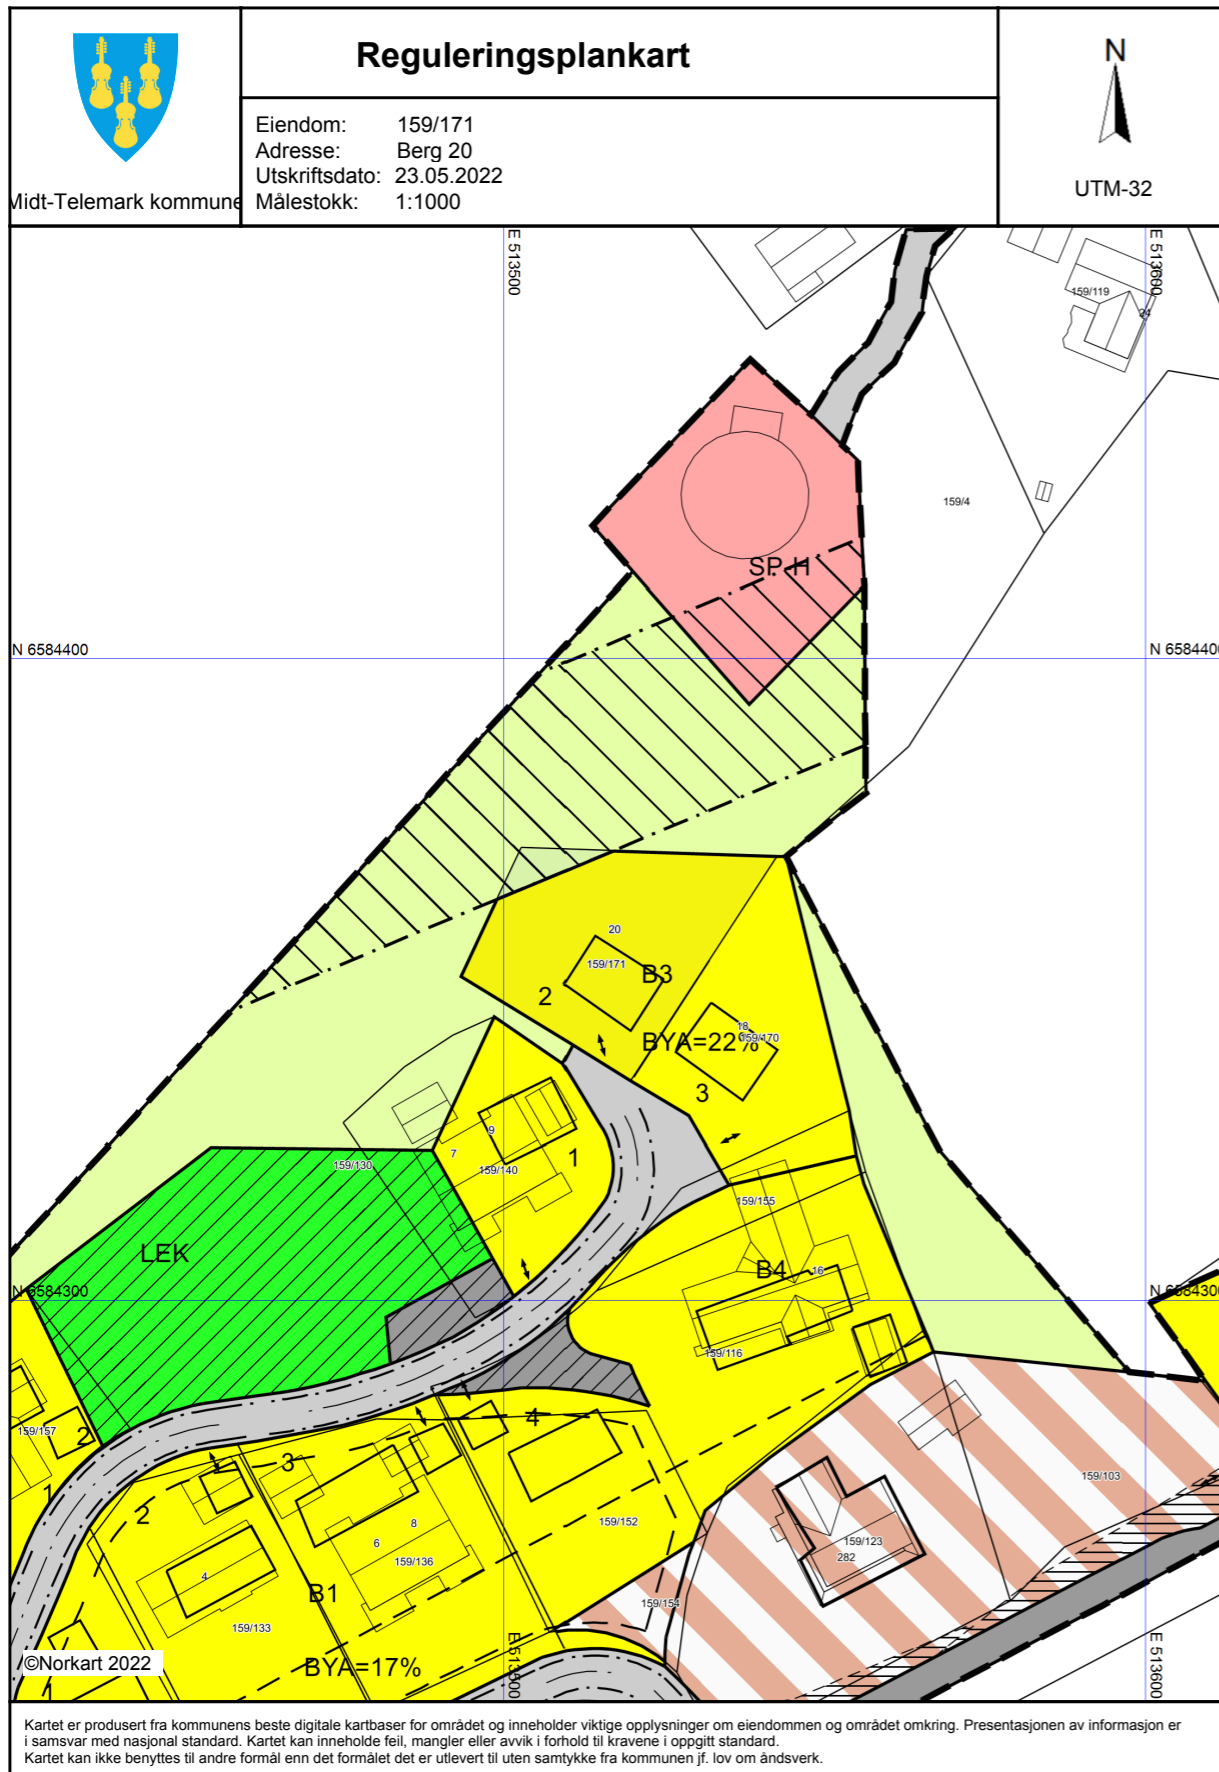 Reguleringsplankart
Eiendom: 159/171
Adresse: Berg 20
Utskriftsdato: 23.05.2022
Målestokk: 1:1000
Midt-Telemark kommune
N
UTM-32
E 513500
E 513600
159/119
24
159/4
SP-H
N 6584400
N 6584400
20
159/171
B3
2
18
159/170
BYA=22%
3
9
7
159/140
1
159/130
159/155
LEK
B4
16
N 6584300
N 6584300
159/116
159/157
2
4
3
1
2
159/152
159/103
8
6
159/136
159/123
282
4
B1
159/154
159/133
E 513500
E 513600
©Norkart 2022
BYA=17%
1
Kartet er produsert fra kommunens beste digitale kartbaser for området og inneholder viktige opplysninger om eiendommen og området omkring. Presentasjonen av informasjon er
i samsvar med nasjonal standard. Kartet kan inneholde feil, mangler eller avvik i forhold til kravene i oppgitt standard.
Kartet kan ikke benyttes til andre formål enn det formålet det er utlevert til uten samtykke fra kommunen jf. lov om åndsverk.